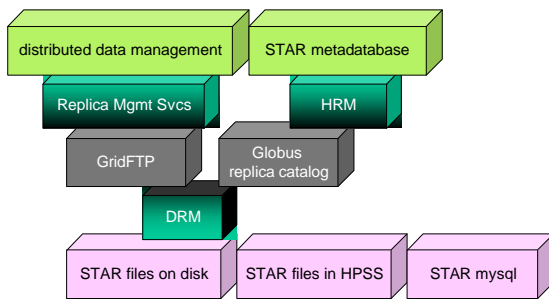 distributed data management
STAR metadatabase
Replica Mgmt Svcs
HRM
GridFTP
Globus
replica catalog
DRM
STAR files on disk
STAR files in HPSS
STAR mysql